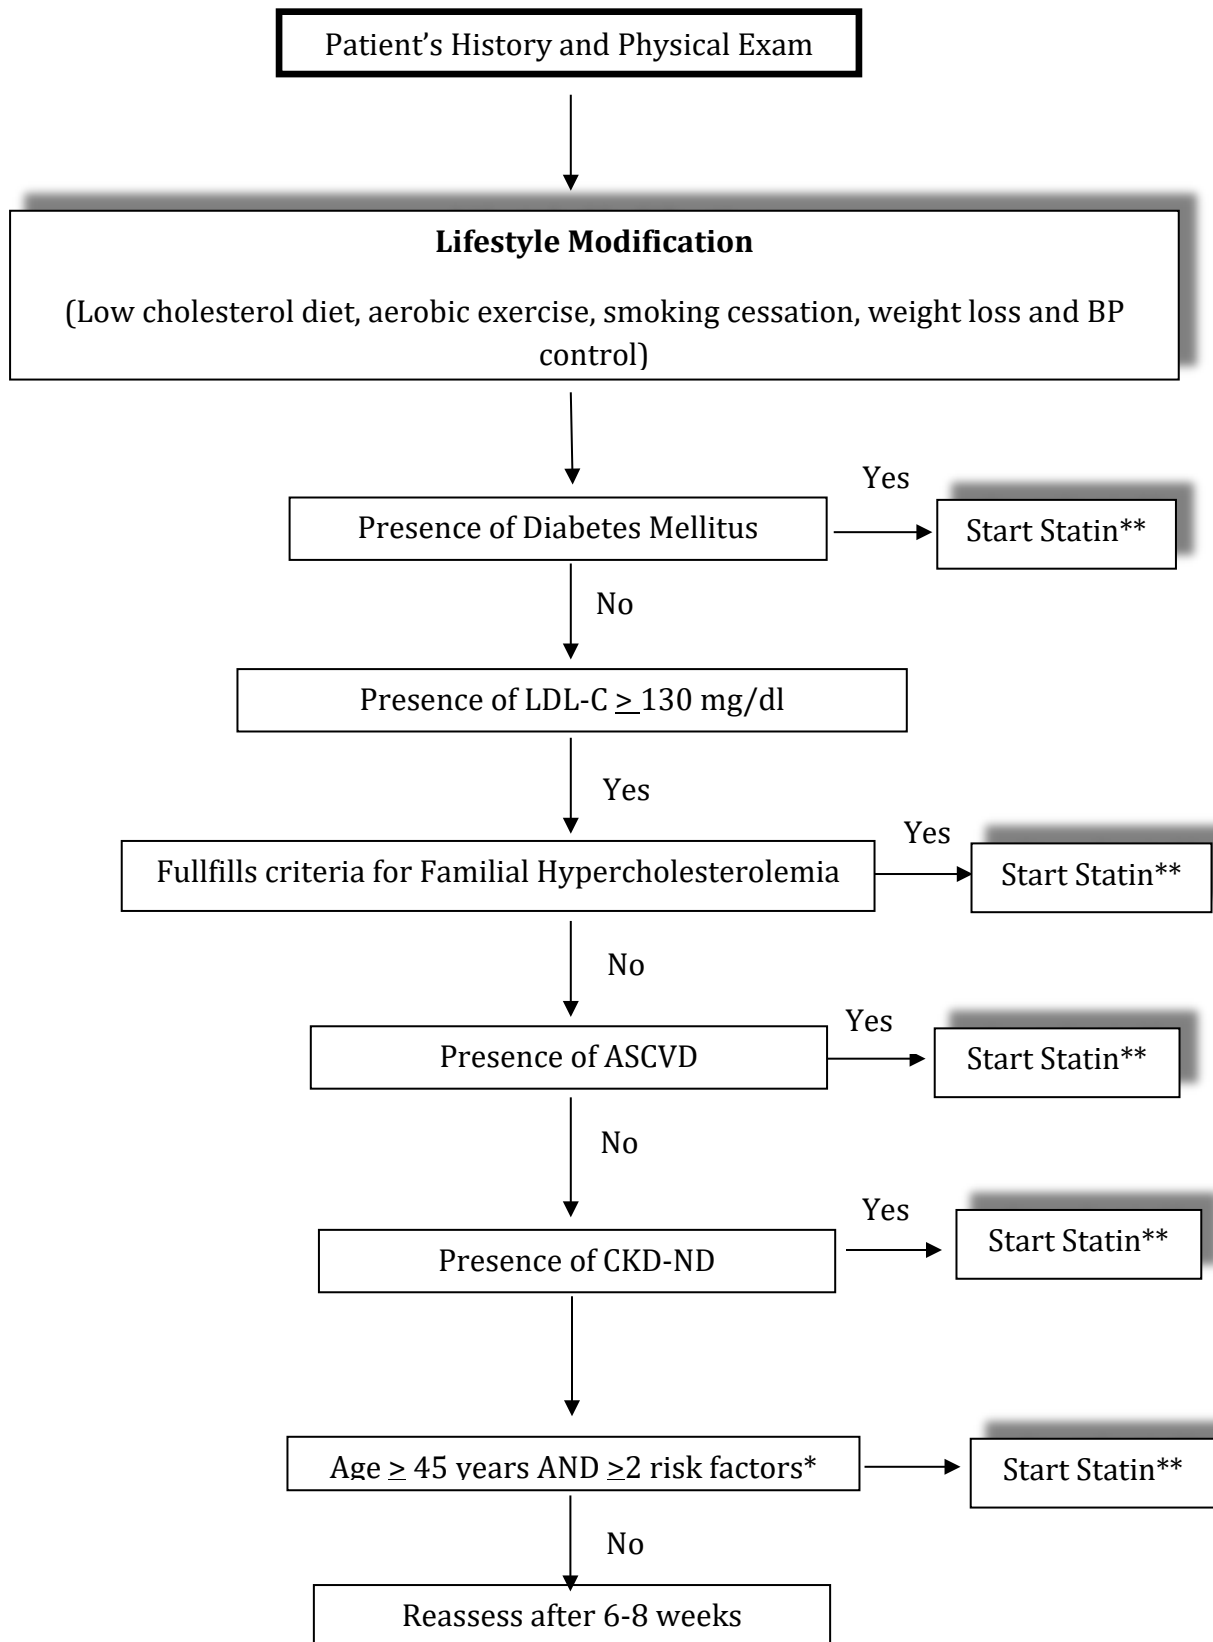 Patient’s History and Physical Exam
Lifestyle Modification
(Low cholesterol diet, aerobic exercise, smoking cessation, weight loss and BP
control)
Yes
Presence of Diabetes Mellitus
Start Statin**
No
Presence of LDL-C ≥ 130 mg/dl
Yes
Yes
Fullfills criteria for Familial Hypercholesterolemia
Start Statin**
No
Yes
Presence of ASCVD
Start Statin**
No
Yes
Presence of CKD-ND
Start Statin**
Age ≥ 45 years AND ≥2 risk factors*
Start Statin**
No
Reassess after 6-8 weeks